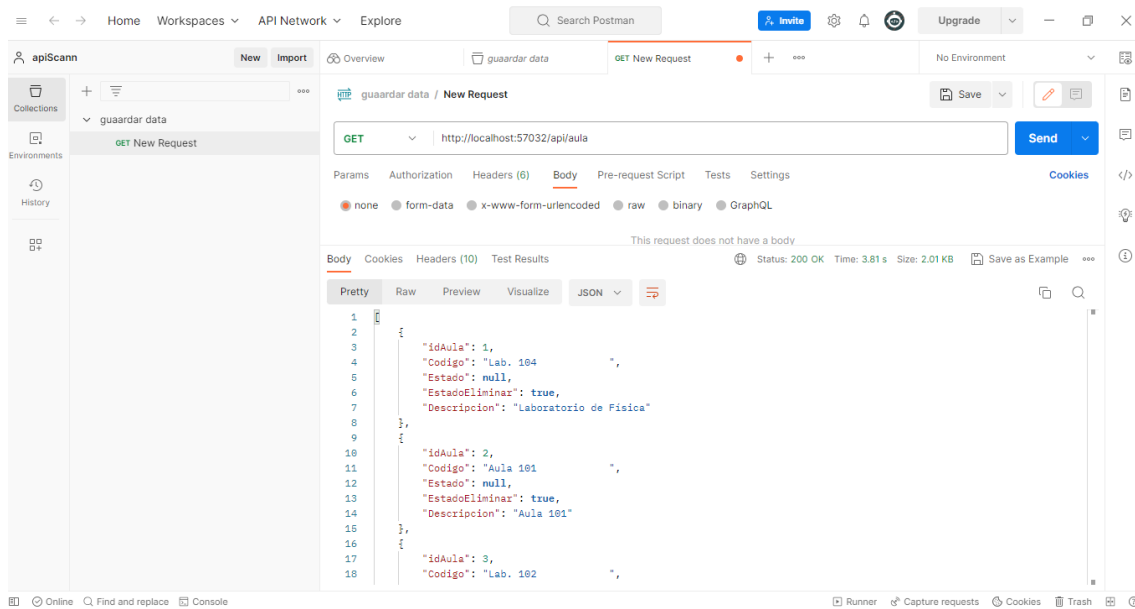 Home Workspaces API Network Explore Search Postman Invite Upgrade
apiScann New Import Overview guaardar data GET New Request No Environment
Collections
guaardar data / New Request Save
guaardar data
GET http://localhost:57032/api/aula Send
GET New Request
Environments
Params Authorization Headers (6) Body Pre-request Script Tests Settings Cookies
History
none form-data x-www-form-urlencoded raw binary GraphQL
This request does not have a body
Body Cookies Headers (10) Test Results Status: 200 OK Time: 3.81 s Size: 2.01 KB Save as Example
Pretty Raw Preview Visualize JSON
1 [
2 {
3 "idAula": 1,
4 "Codigo": "Lab. 104 ",
5 "Estado": null,
6 "EstadoEliminar": true,
7 "Descripcion": "Laboratorio de Física"
8 },
9 {
10 "idAula": 2,
11 "Codigo": "Aula 101 ",
12 "Estado": null,
13 "EstadoEliminar": true,
14 "Descripcion": "Aula 101"
15 },
16 {
17 "idAula": 3,
18 "Codigo": "Lab. 102 ",
Online Find and replace Console Runner Capture requests Cookies Trash